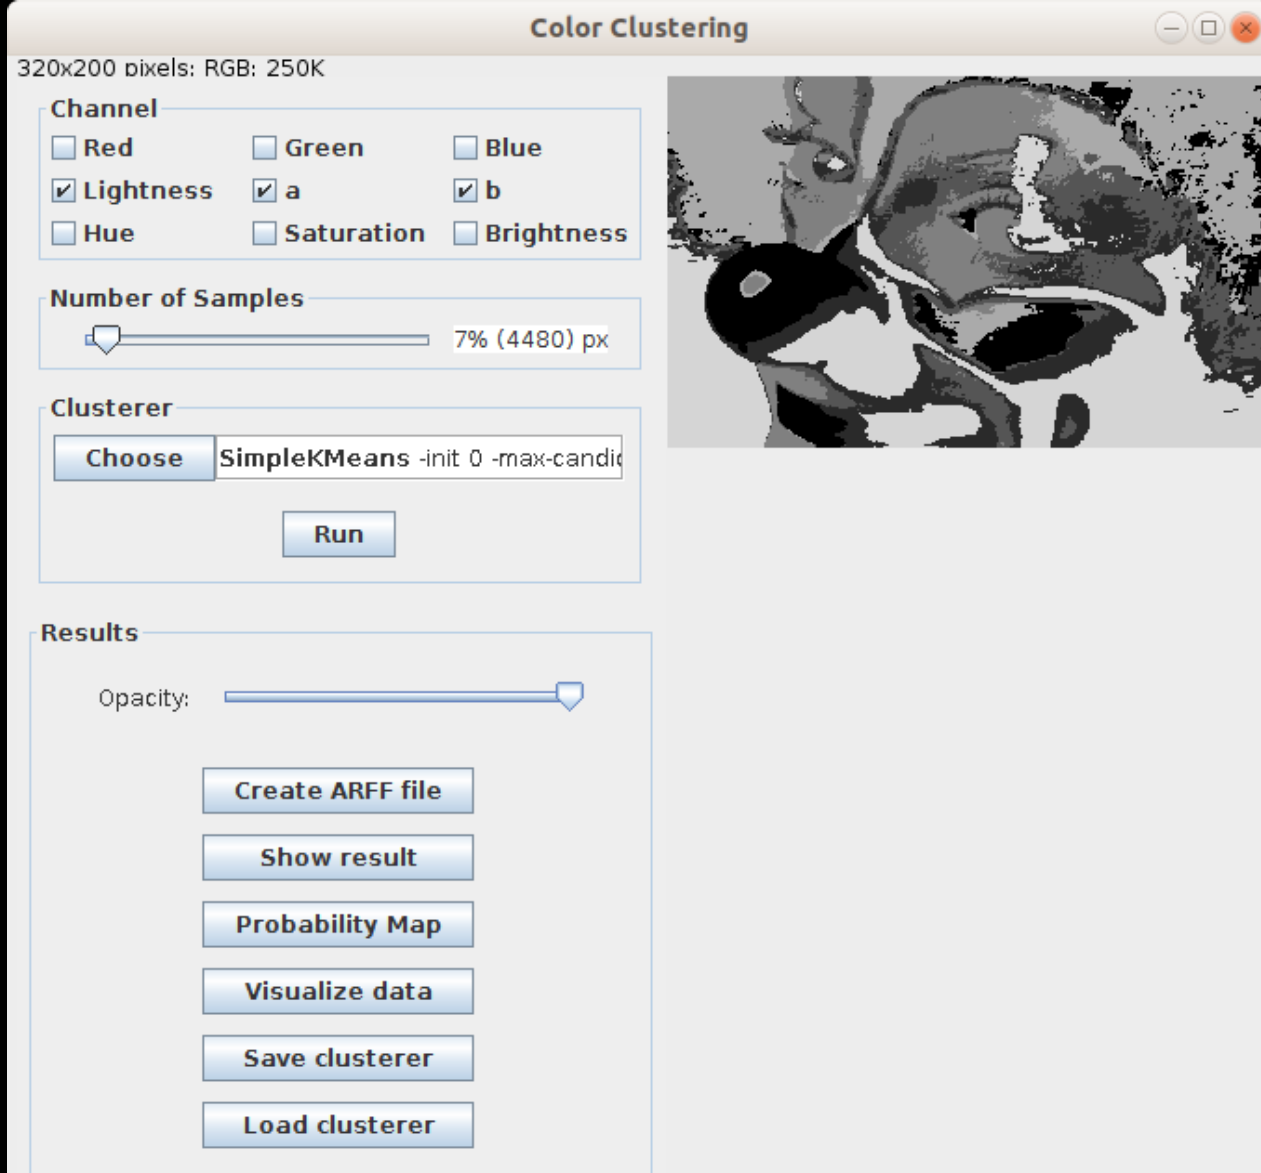 Color Clustering
320x200 pixels; RGB; 250K
Channel
Red Green Blue
Lightness a b
Hue Saturation Brightness
Number of Samples
7% (4480) px
Clusterer
Choose SimpleKMeans -init 0 -max-candi
Run
Results
Opacity:
Create ARFF file
Show result
Probability Map
Visualize data
Save clusterer
Load clusterer